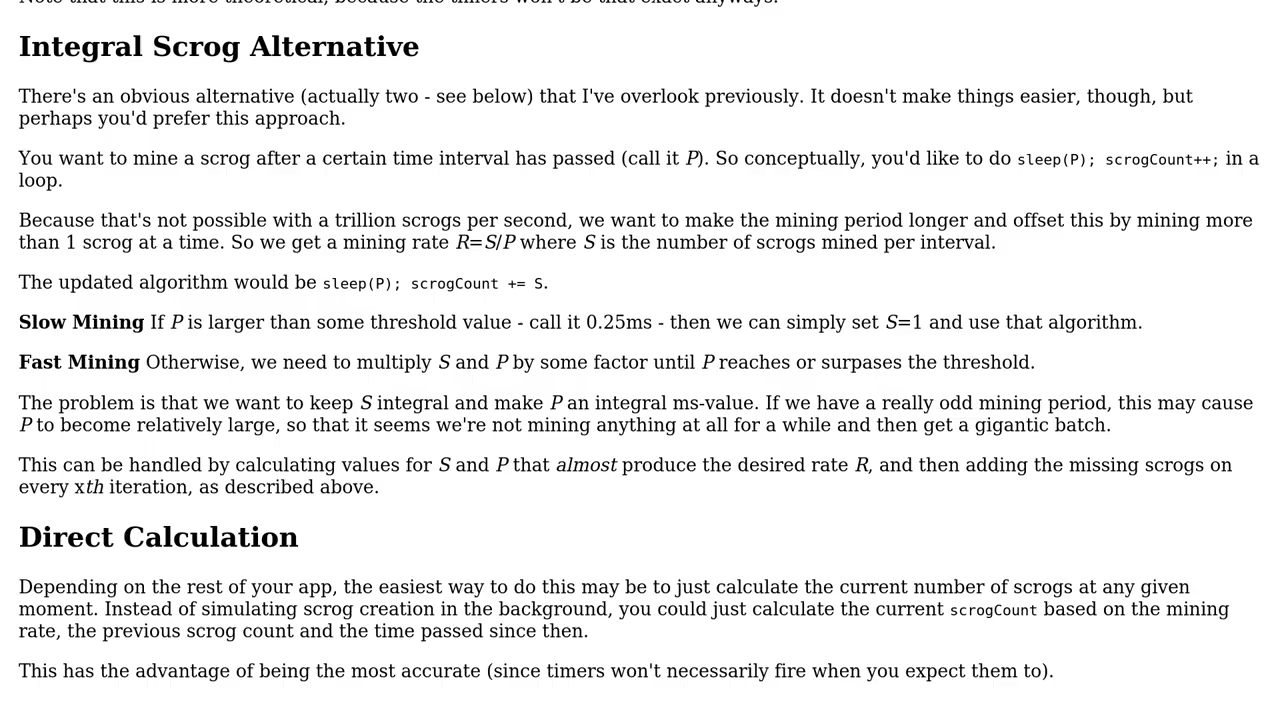 Note that this is more theoretical, because the timers won't be that exact anyways.
Integral Scrog Alternative
There's an obvious alternative (actually two - see below) that I've overlook previously. It doesn't make things easier, though, but
perhaps you'd prefer this approach.
You want to mine a scrog after a certain time interval has passed (call it P). So conceptually, you'd like to do sleep(P); scrogCount++; in a
loop.
Because that's not possible with a trillion scrogs per second, we want to make the mining period longer and offset this by mining more
than 1 scrog at a time. So we get a mining rate R=S/P where S is the number of scrogs mined per interval.
The updated algorithm would be sleep(P); scrogCount += S.
Slow Mining If P is larger than some threshold value - call it 0.25ms - then we can simply set S=1 and use that algorithm.
Fast Mining Otherwise, we need to multiply S and P by some factor until P reaches or surpases the threshold.
The problem is that we want to keep S integral and make P an integral ms-value. If we have a really odd mining period, this may cause
P to become relatively large, so that it seems we're not mining anything at all for a while and then get a gigantic batch.
This can be handled by calculating values for S and P that almost produce the desired rate R, and then adding the missing scrogs on
every xth iteration, as described above.
Direct Calculation
Depending on the rest of your app, the easiest way to do this may be to just calculate the current number of scrogs at any given
moment. Instead of simulating scrog creation in the background, you could just calculate the current scrogCount based on the mining
rate, the previous scrog count and the time passed since then.
This has the advantage of being the most accurate (since timers won't necessarily fire when you expect them to).